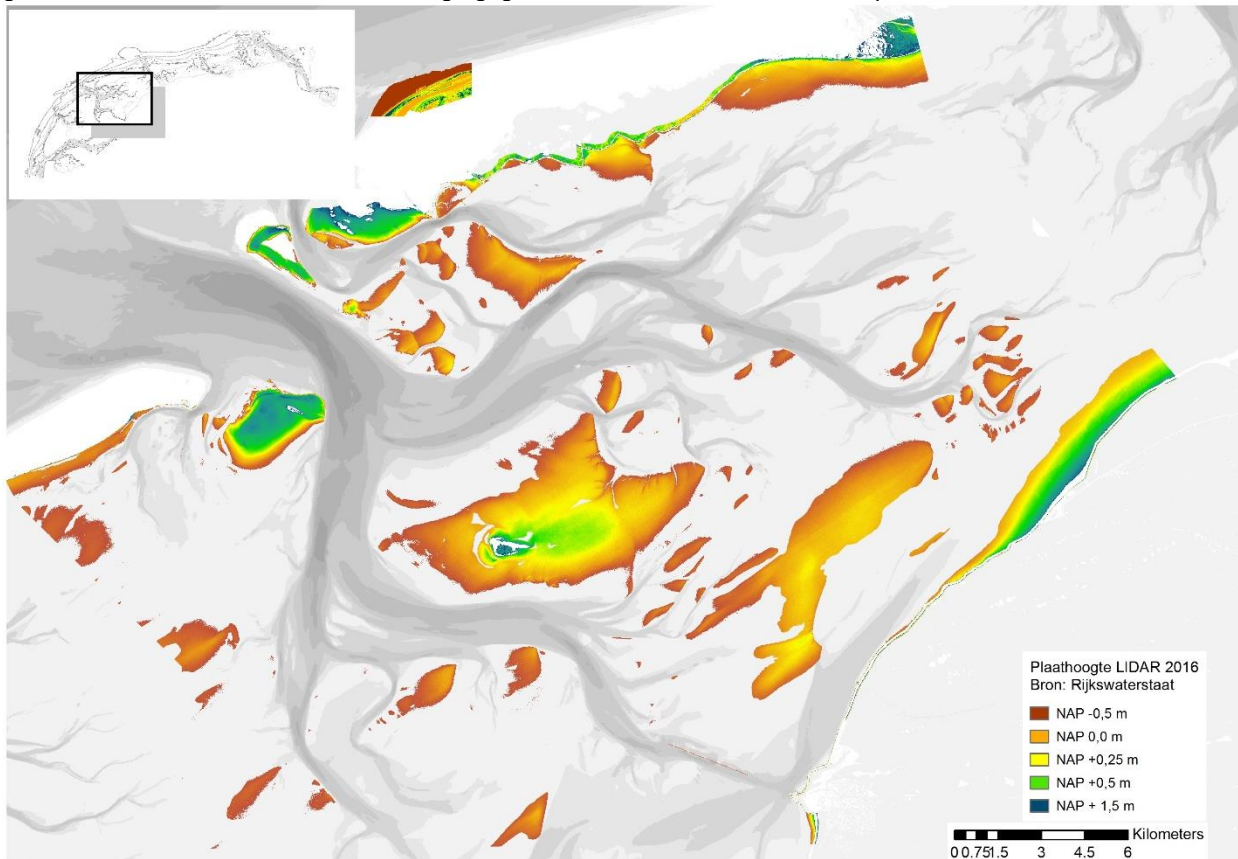 Plaathoogte LIDAR 2016
Bron: Rijkswaterstaat
NAP -0,5 m
NAP 0,0 m
NAP +0,25 m
NAP +0,5 m
NAP + 1,5 m
Kilometers
0 0.75 1.5 3 4.5 6